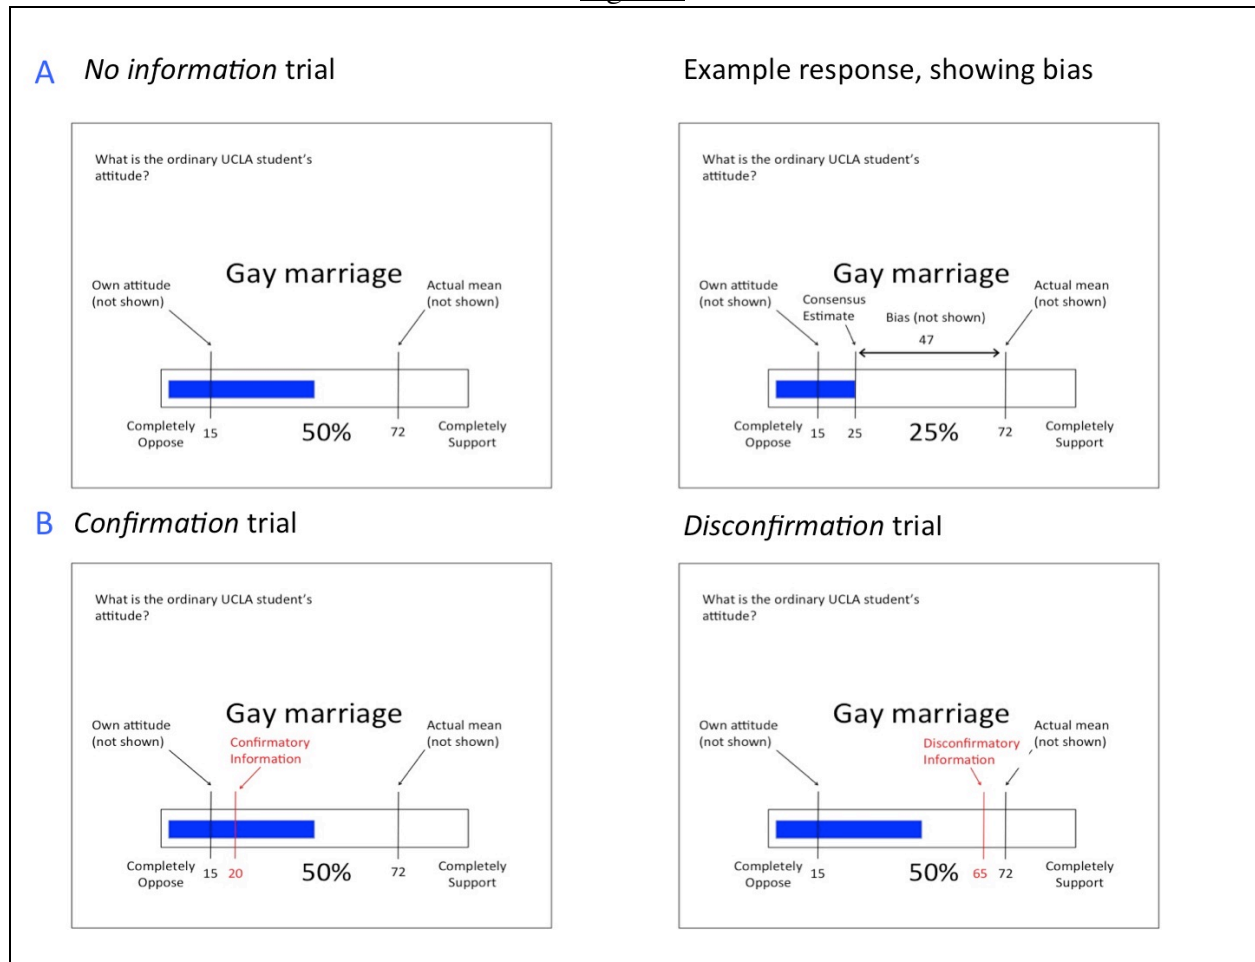 A No information trial
Example response, showing bias
What is the ordinary UCLA student's
attitude?
Gay marriage
Own attitude
(not shown)
Actual mean
(not shown)
Completely
Oppose
15
50%
72
Completely
Support
What is the ordinary UCLA student's
attitude?
Gay marriage
Own attitude
(not shown)
Consensus
Estimate
Bias (not shown)
47
Actual mean
(not shown)
Completely
Oppose
15
25
25%
72
Completely
Support
B Confirmation trial
Disconfirmation trial
What is the ordinary UCLA student's
attitude?
Gay marriage
Own attitude
(not shown)
Confirmatory
Information
Actual mean
(not shown)
Completely
Oppose
15
20
50%
72
Completely
Support
What is the ordinary UCLA student's
attitude?
Gay marriage
Own attitude
(not shown)
Disconfirmatory
Information
Actual mean
(not shown)
Completely
Oppose
15
50%
65
72
Completely
Support